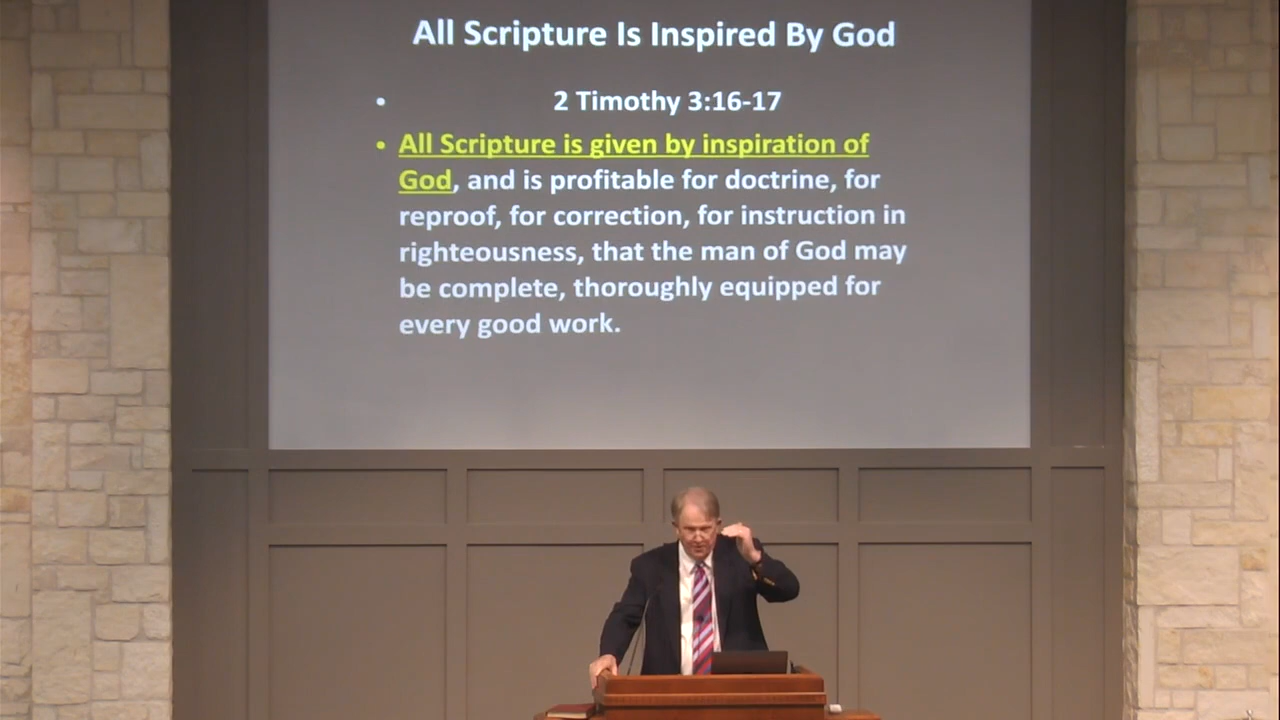 All Scripture Is Inspired By God
• 2 Timothy 3:16-17
• All Scripture is given by inspiration of
God, and is profitable for doctrine, for
reproof, for correction, for instruction in
righteousness, that the man of God may
be complete, thoroughly equipped for
every good work.